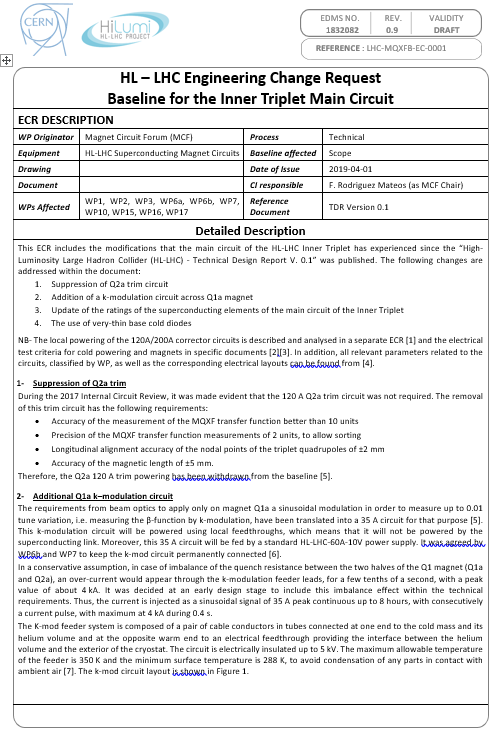 CERN
HiLumi
HL-LHC PROJECT
EDMS NO. REV. VALIDITY
1832082 0.9 DRAFT
REFERENCE : LHC-MQXFB-EC-0001
HL – LHC Engineering Change Request
Baseline for the Inner Triplet Main Circuit
ECR DESCRIPTION
WP Originator Magnet Circuit Forum (MCF) Process Technical
Equipment HL-LHC Superconducting Magnet Circuits Baseline affected Scope
Drawing Date of Issue 2019-04-01
Document CI responsible F. Rodriguez Mateos (as MCF Chair)
WPs Affected WP1, WP2, WP3, WP6a, WP6b, WP7, WP10, WP15, WP16, WP17 Reference Document TDR Version 0.1
Detailed Description
This ECR includes the modifications that the main circuit of the HL-LHC Inner Triplet has experienced since the "High-
Luminosity Large Hadron Collider (HL-LHC) - Technical Design Report V. 0.1" was published. The following changes are
addressed within the document:
1. Suppression of Q2a trim circuit
2. Addition of a k-modulation circuit across Q1a magnet
3. Update of the ratings of the superconducting elements of the main circuit of the Inner Triplet
4. The use of very-thin base cold diodes
NB- The local powering of the 120A/200A corrector circuits is described and analysed in a separate ECR [1] and the electrical
test criteria for cold powering and magnets in specific documents [2][3]. In addition, all relevant parameters related to the
circuits, classified by WP, as well as the corresponding electrical layouts can be found from [4].
1- Suppression of Q2a trim
During the 2017 Internal Circuit Review, it was made evident that the 120 A Q2a trim circuit was not required. The removal
of this trim circuit has the following requirements:
• Accuracy of the measurement of the MQXF transfer function better than 10 units
• Precision of the MQXF transfer function measurements of 2 units, to allow sorting
• Longitudinal alignment accuracy of the nodal points of the triplet quadrupoles of ±2 mm
• Accuracy of the magnetic length of ±5 mm.
Therefore, the Q2a 120 A trim powering has been withdrawn from the baseline [5].
2- Additional Q1a k–modulation circuit
The requirements from beam optics to apply only on magnet Q1a a sinusoidal modulation in order to measure up to 0.01
tune variation, i.e. measuring the β-function by k-modulation, have been translated into a 35 A circuit for that purpose [5].
This k-modulation circuit will be powered using local feedthroughs, which means that it will not be powered by the
superconducting link. Moreover, this 35 A circuit will be fed by a standard HL-LHC-60A-10V power supply. It was agreed by
WP6b and WP7 to keep the k-mod circuit permanently connected [6].
In a conservative assumption, in case of imbalance of the quench resistance between the two halves of the Q1 magnet (Q1a
and Q2a), an over-current would appear through the k-modulation feeder leads, for a few tenths of a second, with a peak
value of about 4 kA. It was decided at an early design stage to include this imbalance effect within the technical
requirements. Thus, the current is injected as a sinusoidal signal of 35 A peak continuous up to 8 hours, with consecutively
a current pulse, with maximum at 4 kA during 0.4 s.
The K-mod feeder system is composed of a pair of cable conductors in tubes connected at one end to the cold mass and its
helium volume and at the opposite warm end to an electrical feedthrough providing the interface between the helium
volume and the exterior of the cryostat. The circuit is electrically insulated up to 5 kV. The maximum allowable temperature
of the feeder is 350 K and the minimum surface temperature is 288 K, to avoid condensation of any parts in contact with
ambient air [7]. The k-mod circuit layout is shown in Figure 1.